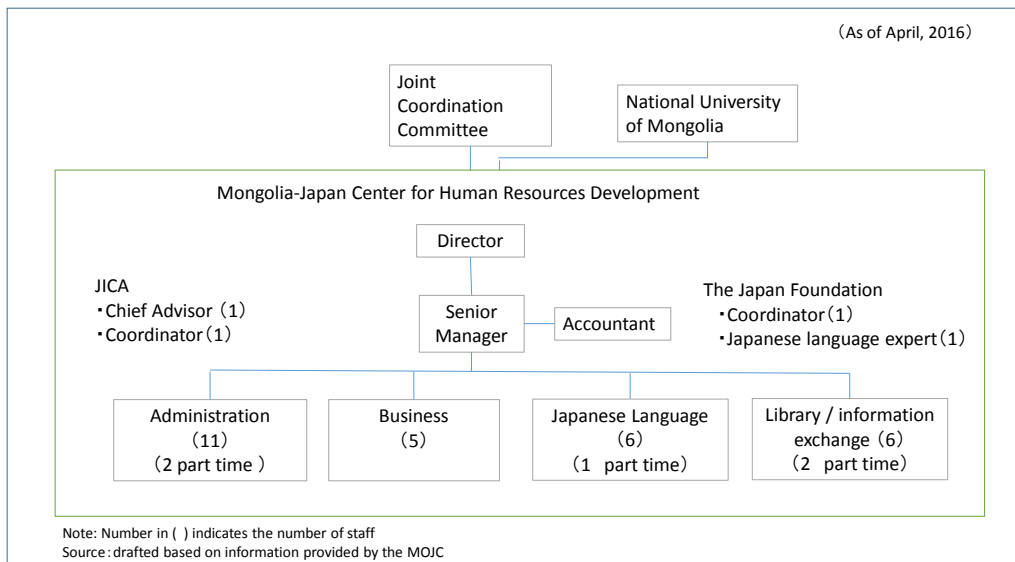 （As of April, 2016）
Joint
Coordination
Committee
National University
of Mongolia
Mongolia-Japan Center for Human Resources Development
Director
JICA
・Chief Advisor（1）
・Coordinator（1）
Senior
Manager
Accountant
The Japan Foundation
・Coordinator（1）
・Japanese language expert（1）
Administration
（11）
（2 part time ）
Business
（5）
Japanese Language
（6）
（1 part time）
Library / information
exchange（6）
（2 part time）
Note: Number in ( ) indicates the number of staff
Source：drafted based on information provided by the MOJC